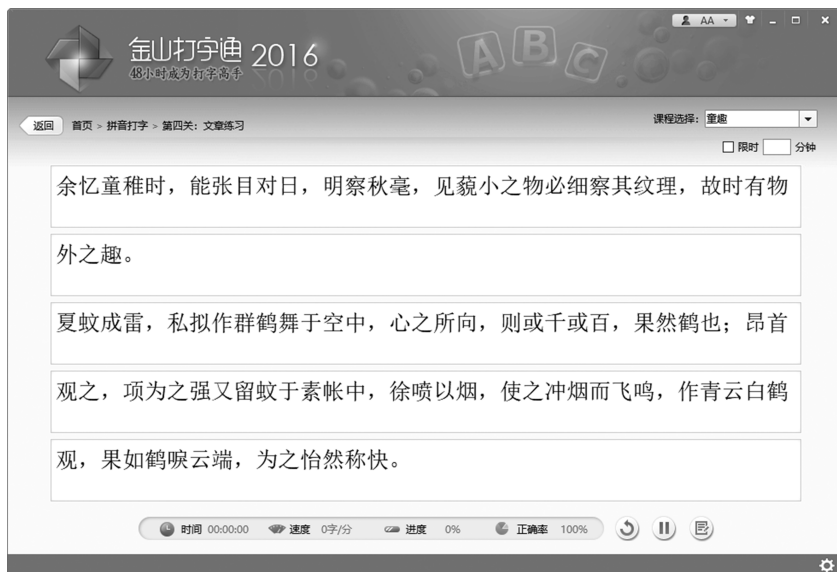 AA
金山打字通 2016
48小时成为打字高手
A B C
返回 首页 > 拼音打字 > 第四关：文章练习
课程选择： 童趣
限时 分钟
余忆童稚时，能张目对日，明察秋毫，见藐小之物必细察其纹理，故时有物
外之趣。
夏蚊成雷，私拟作群鹤舞于空中，心之所向，则或千或百，果然鹤也；昂首
观之，项为之强又留蚊于素帐中，徐喷以烟，使之冲烟而飞鸣，作青云白鹤
观，果如鹤唳云端，为之怡然称快。
时间 00:00:00 速度 0字/分 进度 0% 正确率 100%